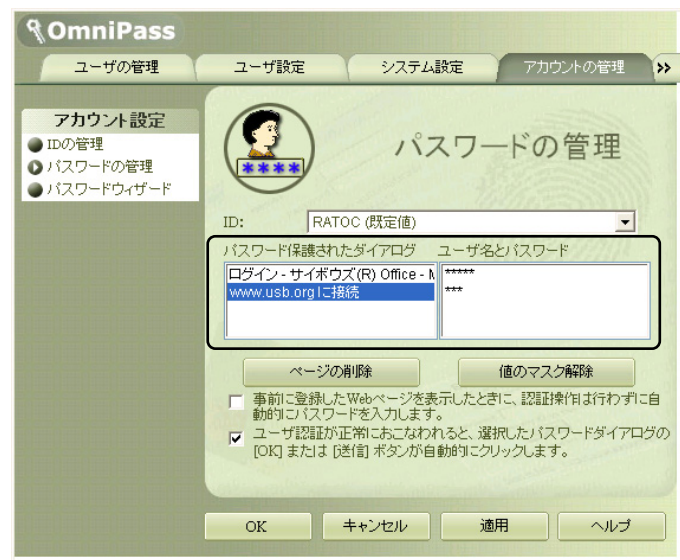 OmniPass
ユーザの管理 ユーザ設定 システム設定 アカウントの管理 >>
アカウント設定
IDの管理
パスワードの管理
パスワードウィザード
****
パスワードの管理
ID: RATOC (既定値)
パスワード保護されたダイアログ ユーザ名とパスワード
ログイン - サイボウズ(R) Office - M *****
www.usb.orgに接続 ***
ページの削除 値のマスク解除
事前に登録したWebページを表示したときに、認証操作は行わずに自
動的にパスワードを入力します。
ユーザ認証が正常におこなわれると、選択したパスワードダイアログの
[OK] または [送信] ボタンが自動的にクリックします。
OK キャンセル 適用 ヘルプ